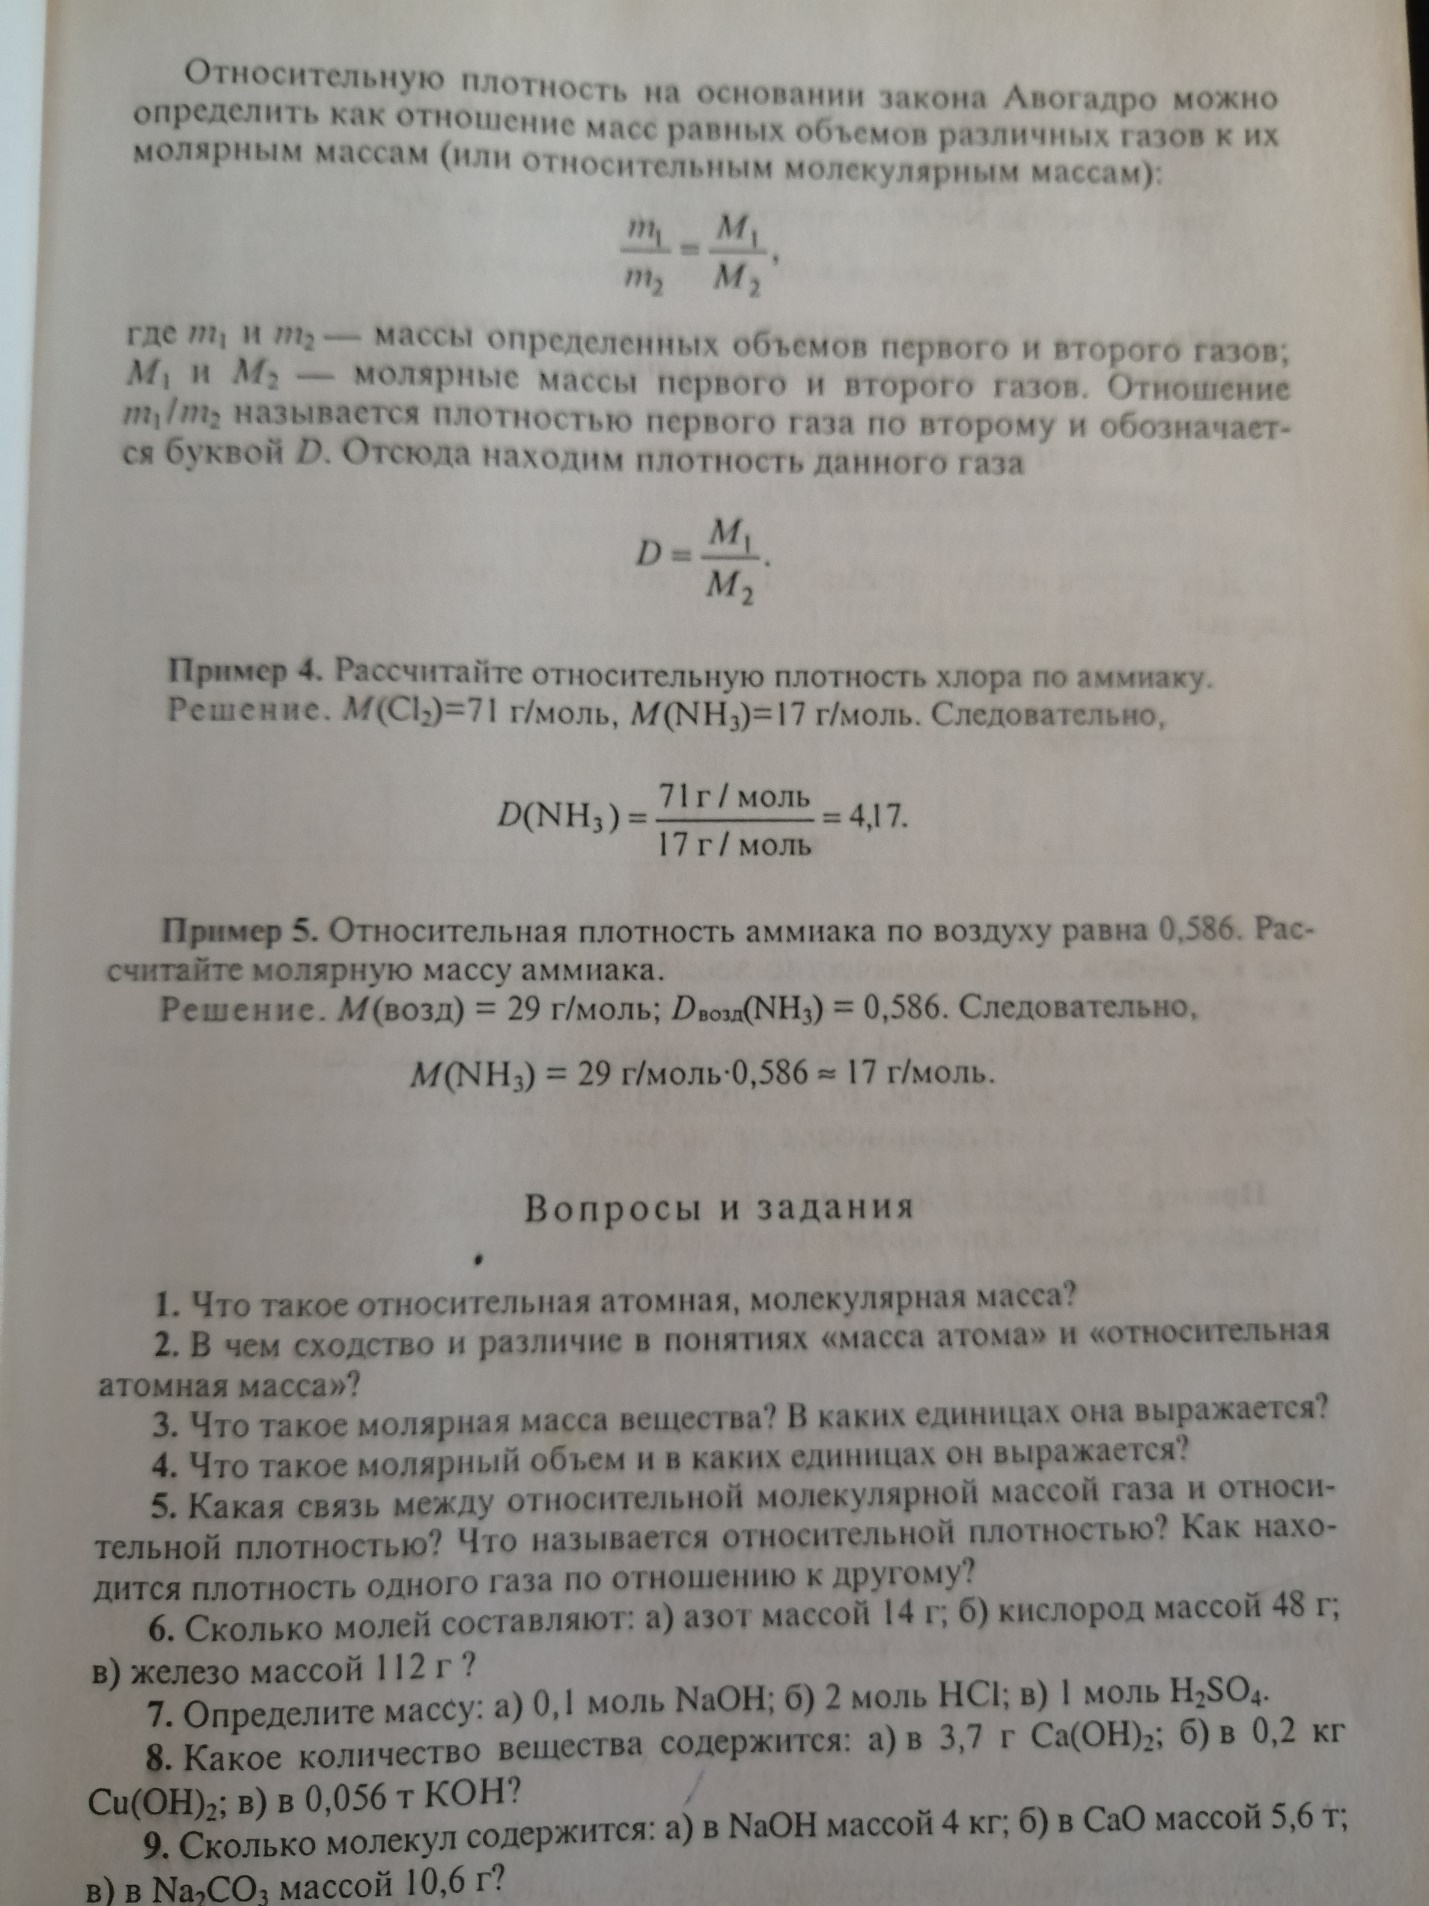 Относительную плотность на основании закона Авогадро можно
определить как отношение масс равных объемов различных газов к их
молярным массам (или относительным молекулярным массам):
m₁/m₂ = M₁/M₂,
где m₁ и m₂ — массы определенных объемов первого и второго газов;
M₁ и M₂ — молярные массы первого и второго газов. Отношение
m₁/m₂ называется плотностью первого газа по второму и обозначает-
ся буквой D. Отсюда находим плотность данного газа
D = M₁/M₂.
Пример 4. Рассчитайте относительную плотность хлора по аммиаку.
Решение. M(Cl₂)=71 г/моль, M(NH₃)=17 г/моль. Следовательно,
D(NH₃) = 71 г / моль / 17 г / моль = 4,17.
Пример 5. Относительная плотность аммиака по воздуху равна 0,586. Рас-
считайте молярную массу аммиака.
Решение. M(возд) = 29 г/моль; Dвозд(NH₃) = 0,586. Следовательно,
M(NH₃) = 29 г/моль·0,586 ≈ 17 г/моль.
Вопросы и задания
1. Что такое относительная атомная, молекулярная масса?
2. В чем сходство и различие в понятиях «масса атома» и «относительная
атомная масса»?
3. Что такое молярная масса вещества? В каких единицах она выражается?
4. Что такое молярный объем и в каких единицах он выражается?
5. Какая связь между относительной молекулярной массой газа и относи-
тельной плотностью? Что называется относительной плотностью? Как нахо-
дится плотность одного газа по отношению к другому?
6. Сколько молей составляют: а) азот массой 14 г; б) кислород массой 48 г;
в) железо массой 112 г ?
7. Определите массу: а) 0,1 моль NaOH; б) 2 моль HCl; в) 1 моль H₂SO₄.
8. Какое количество вещества содержится: а) в 3,7 г Ca(OH)₂; б) в 0,2 кг
Cu(OH)₂; в) в 0,056 т KOH?
9. Сколько молекул содержится: а) в NaOH массой 4 кг; б) в CaO массой 5,6 т;
в) в Na₂CO₃ массой 10,6 г?